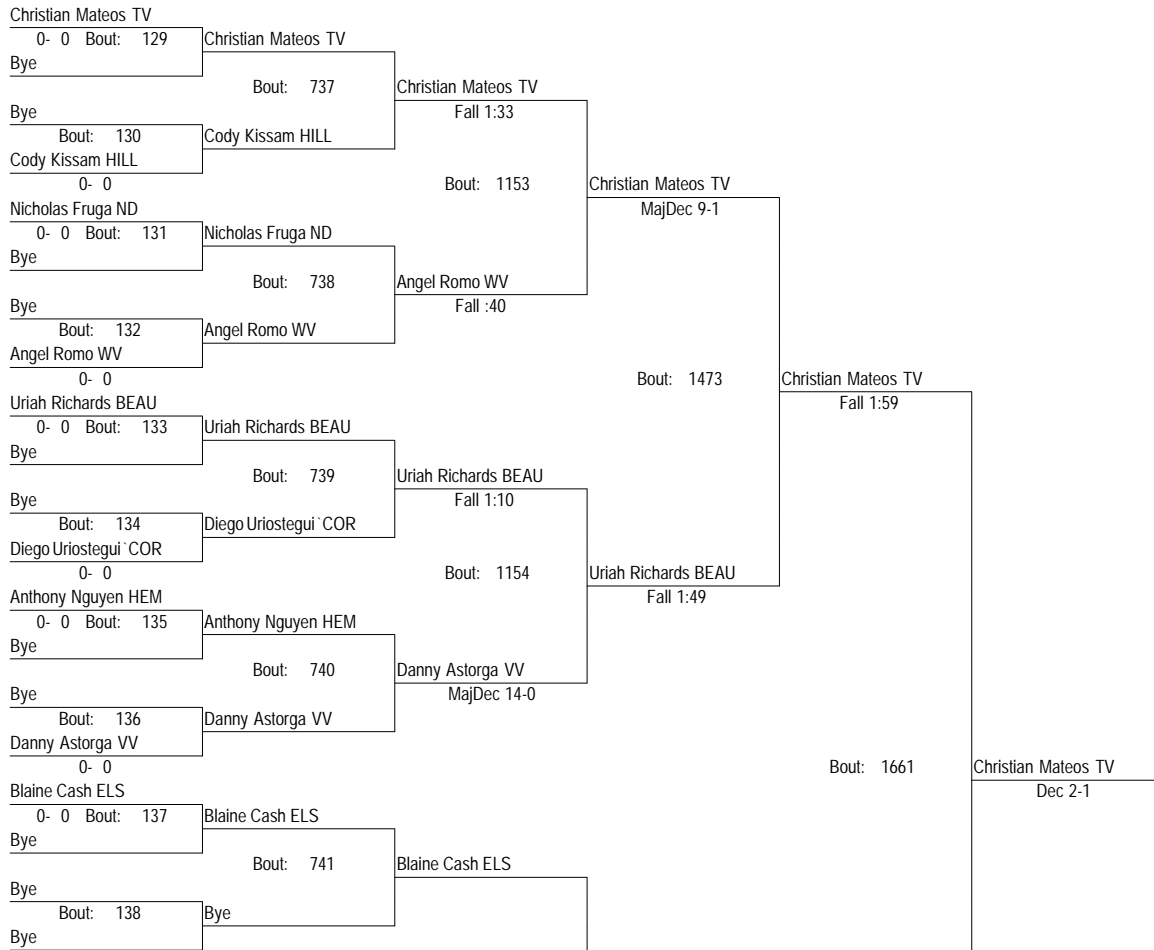 Christian Mateos TV
0- 0 Bout: 129 Christian Mateos TV
Bye
Bout: 737 Christian Mateos TV
Bye Fall 1:33
Bout: 130 Cody Kissam HILL
Cody Kissam HILL
0- 0 Bout: 1153 Christian Mateos TV
Nicholas Fruga ND MajDec 9-1
0- 0 Bout: 131 Nicholas Fruga ND
Bye
Bout: 738 Angel Romo WV
Bye Fall :40
Bout: 132 Angel Romo WV
Angel Romo WV
0- 0 Bout: 1473 Christian Mateos TV
Uriah Richards BEAU Fall 1:59
0- 0 Bout: 133 Uriah Richards BEAU
Bye
Bout: 739 Uriah Richards BEAU
Bye Fall 1:10
Bout: 134 Diego Uriostegui`COR
Diego Uriostegui`COR
0- 0 Bout: 1154 Uriah Richards BEAU
Anthony Nguyen HEM Fall 1:49
0- 0 Bout: 135 Anthony Nguyen HEM
Bye
Bout: 740 Danny Astorga VV
Bye MajDec 14-0
Bout: 136 Danny Astorga VV
Danny Astorga VV
0- 0 Bout: 1661 Christian Mateos TV
Blaine Cash ELS Dec 2-1
0- 0 Bout: 137 Blaine Cash ELS
Bye
Bout: 741 Blaine Cash ELS
Bye
Bout: 138 Bye
Bye